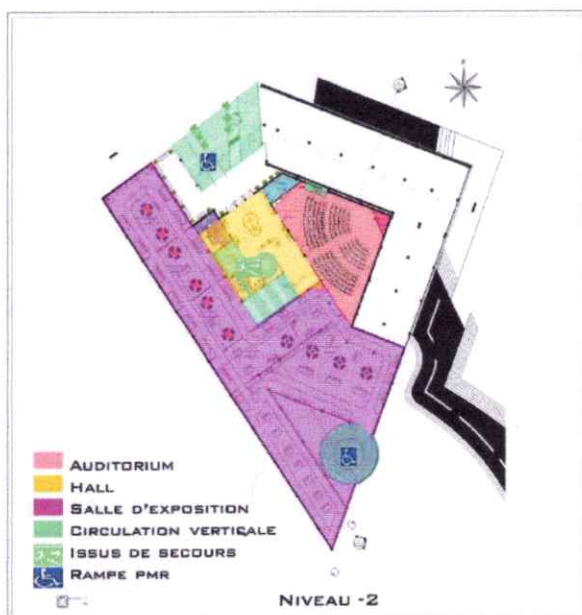 AUDITORIUM
HALL
SALLE D'EXPOSITION
CIRCULATION VERTICALE
ISSUS DE SECOURS
RAMPE PMR
NIVEAU -2